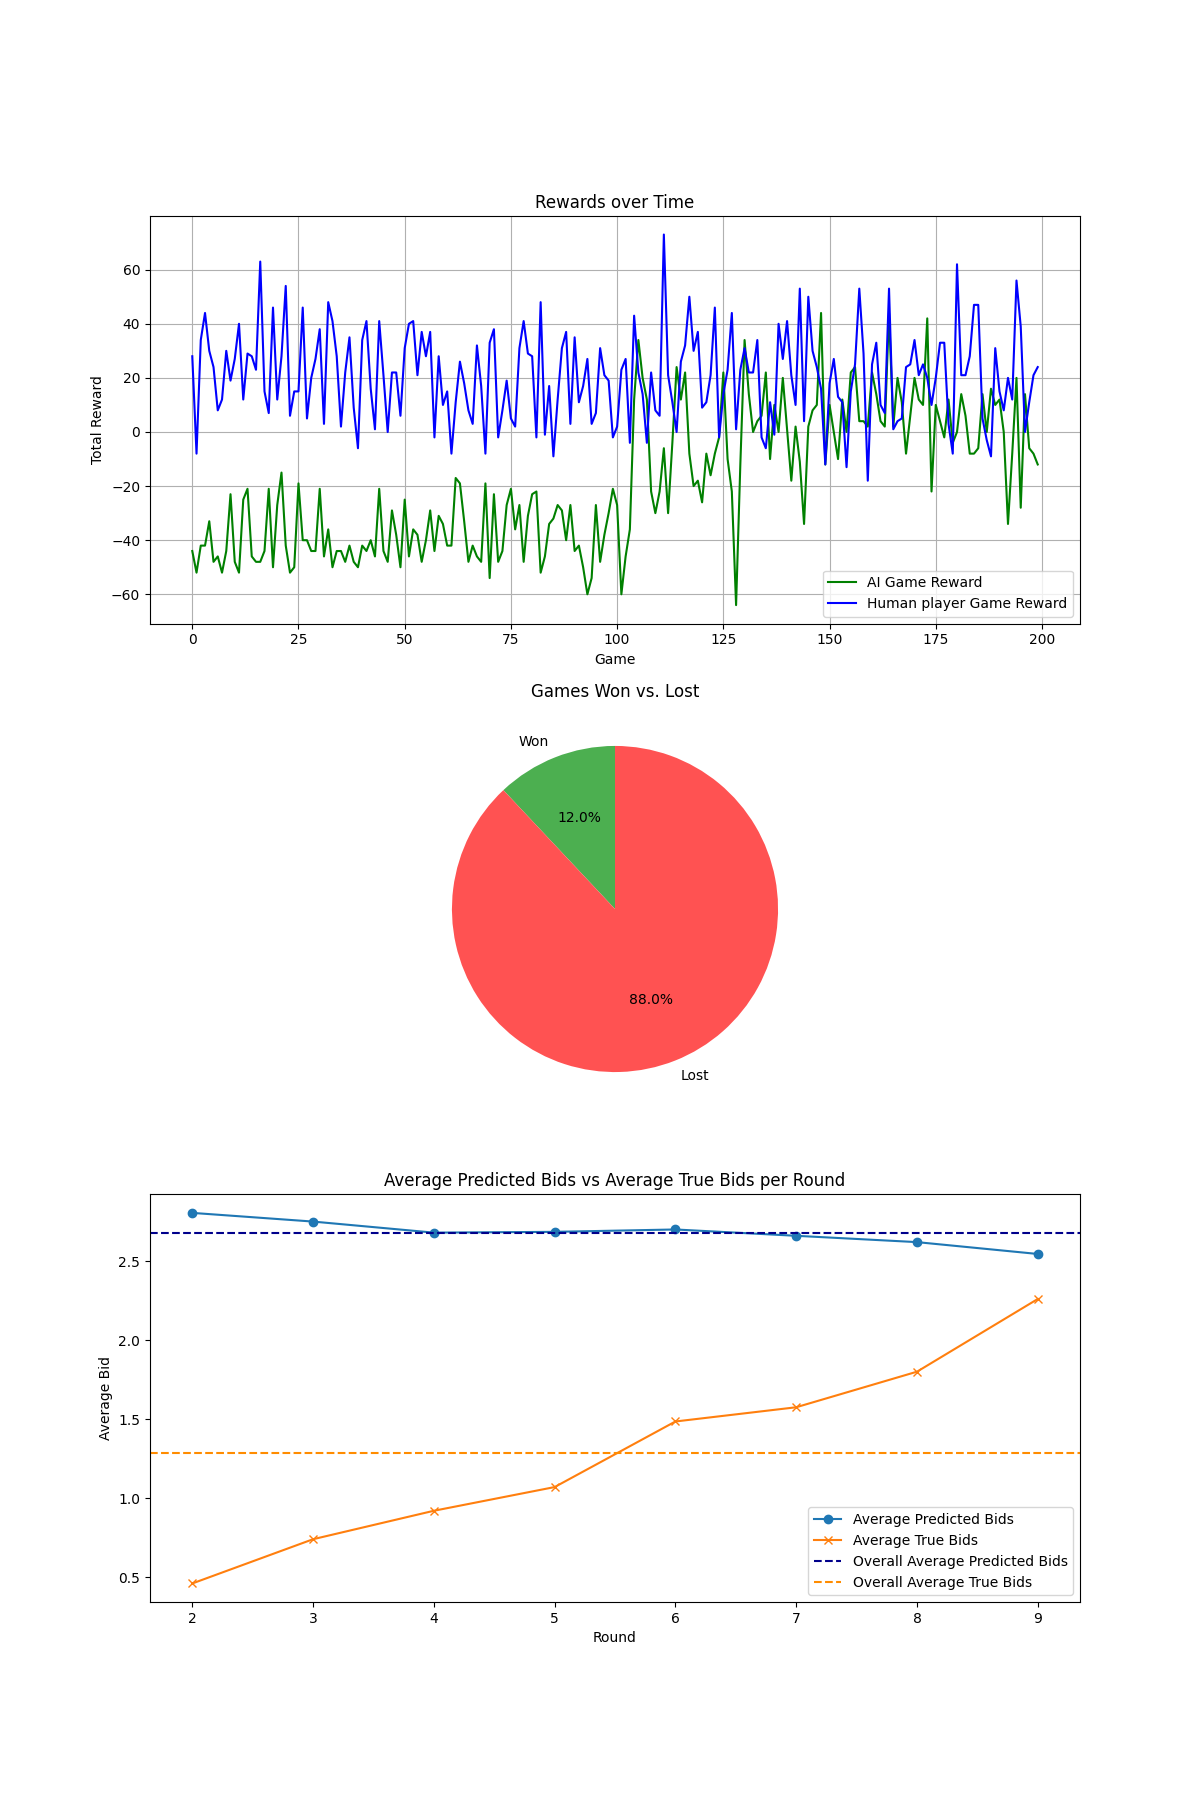 Rewards over Time
Total Reward
60
40
20
0
−20
−40
−60
AI Game Reward
Human player Game Reward
0 25 50 75 100 125 150 175 200
Game
Games Won vs. Lost
Won
12.0%
88.0%
Lost
Average Predicted Bids vs Average True Bids per Round
Average Bid
2.5
2.0
1.5
1.0
0.5
Average Predicted Bids
Average True Bids
Overall Average Predicted Bids
Overall Average True Bids
2 3 4 5 6 7 8 9
Round